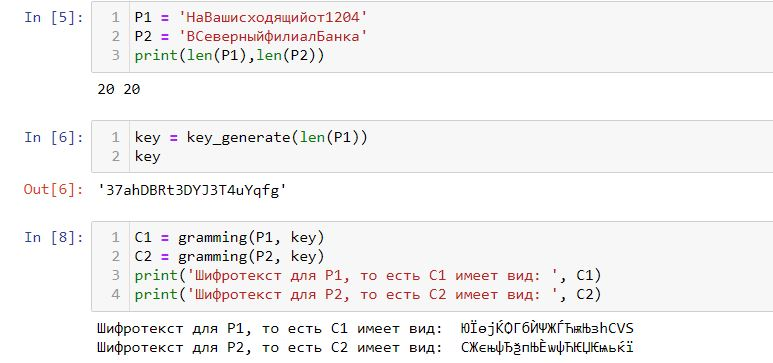 In [5]: 1 P1 = 'НаВашисходящийот1204'
2 P2 = 'ВСеверныйфилиалБанка'
3 print(len(P1),len(P2))
20 20
In [6]: 1 key = key_generate(len(P1))
2 key
Out[6]: '37ahDBRt3DYJ3T4uYqfg'
In [8]: 1 C1 = gramming(P1, key)
2 C2 = gramming(P2, key)
3 print('Шифротекст для P1, то есть C1 имеет вид: ', C1)
4 print('Шифротекст для P2, то есть C2 имеет вид: ', C2)
Шифротекст для P1, то есть C1 имеет вид:  ЮЇѳјЌѺГбЍѰЖЃЋѭЊзhCVS
Шифротекст для P2, то есть C2 имеет вид:  СЖєњѱЂѯпЊЀѡѱЋѤЏѤѩьќї